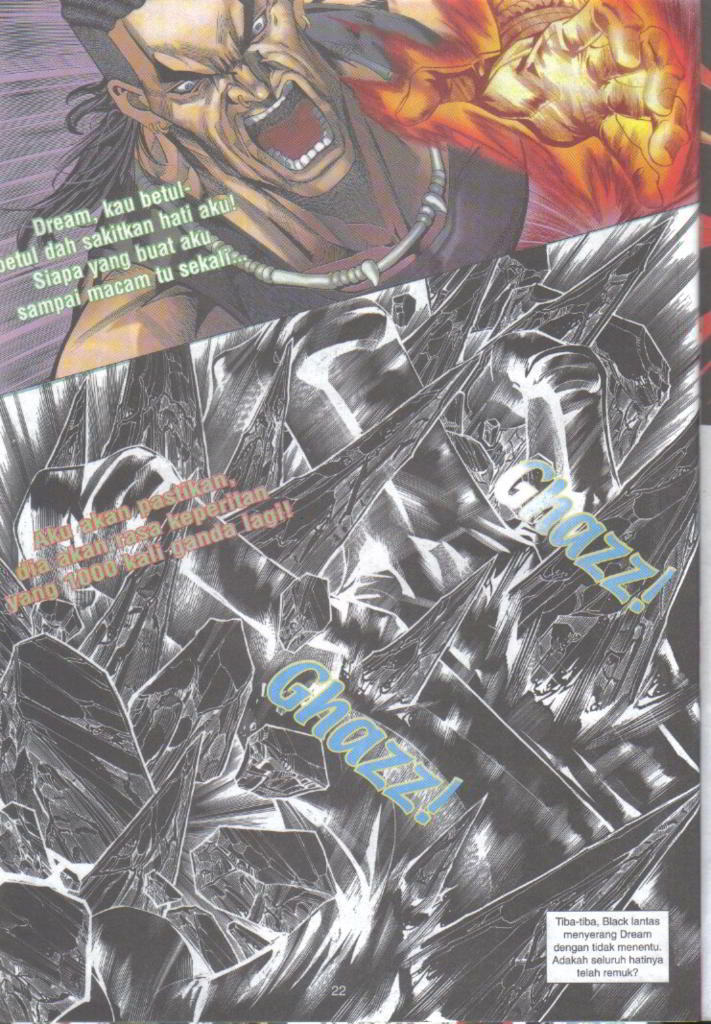 Dream, kau betul-
betul dah sakitkan hati aku!
Siapa yang buat aku
sampai macam tu sekali...
Aku akan pastikan,
dia akan rasa keperitan
yang 1000 kali ganda lagi!
Ghazz!
Ghazz!
Tiba-tiba, Black lantas
menyerang Dream
dengan tidak menentu.
Adakah seluruh hatinya
telah remuk?
22